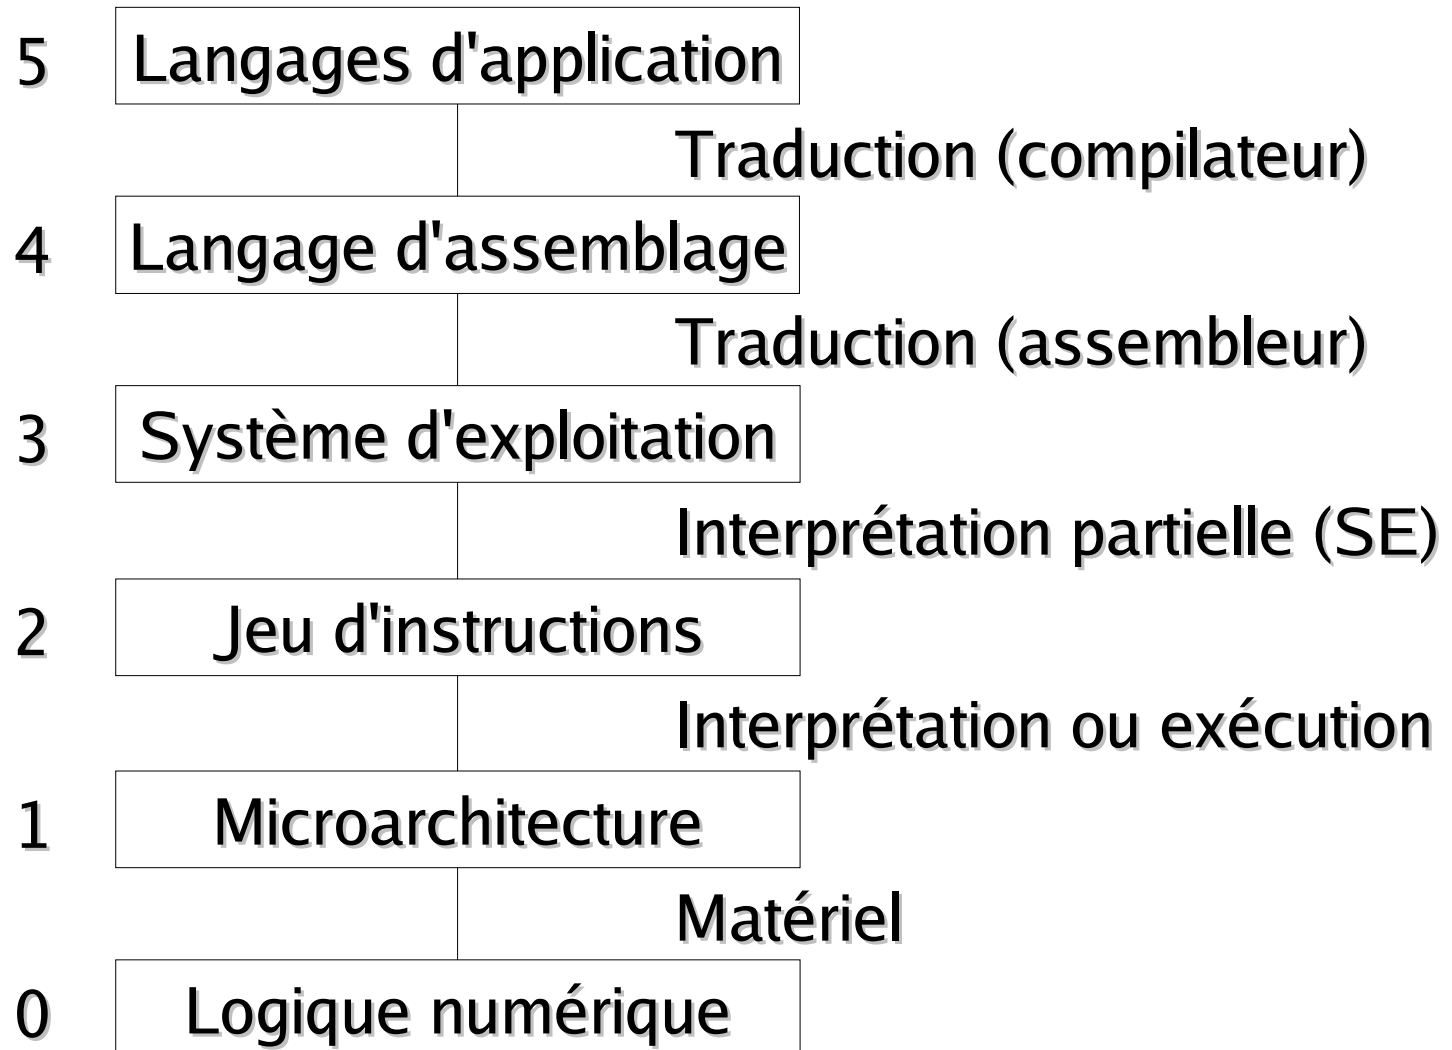 5 Langages d'application
Traduction (compilateur)
4 Langage d'assemblage
Traduction (assembleur)
3 Système d'exploitation
Interprétation partielle (SE)
2 Jeu d'instructions
Interprétation ou exécution
1 Microarchitecture
Matériel
0 Logique numérique